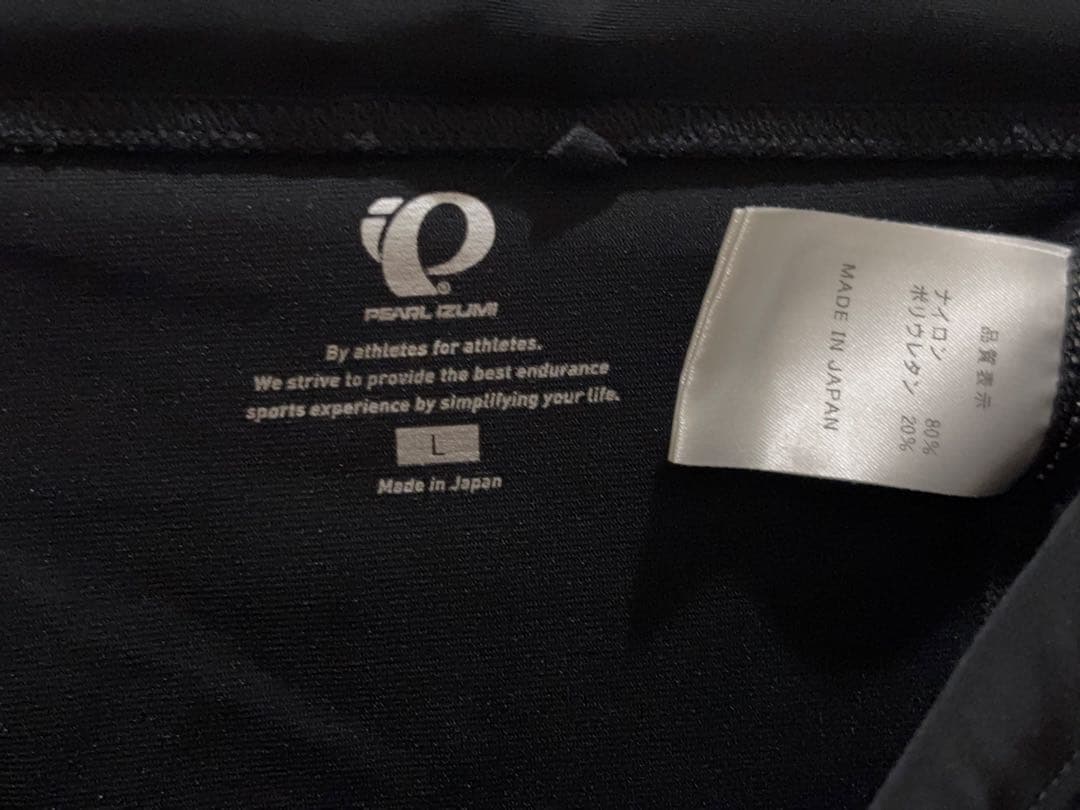 PEARL iZUMi
By athletes for athletes.
We strive to provide the best endurance
sports experience by simplifying your life.
L
Made in Japan
品質表示
ナイロン 80%
ポリウレタン 20%
MADE IN JAPAN